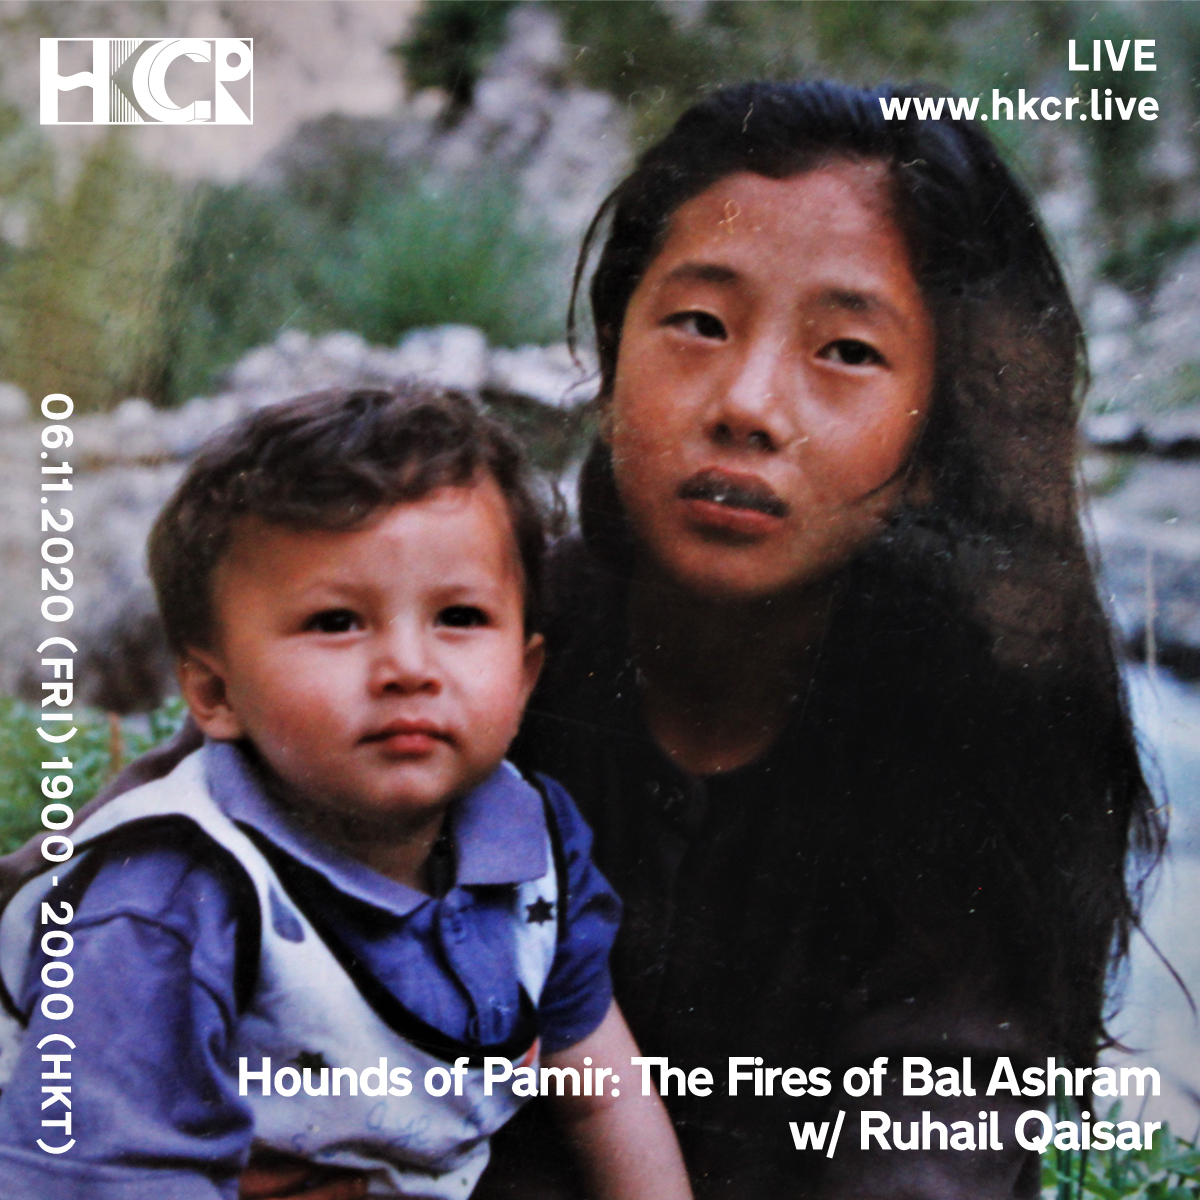 HKCR
LIVE
www.hkcr.live
06.11.2020 (FRI) 1900 - 2000 (HKT)
Hounds of Pamir: The Fires of Bal Ashram
w/ Ruhail Qaisar